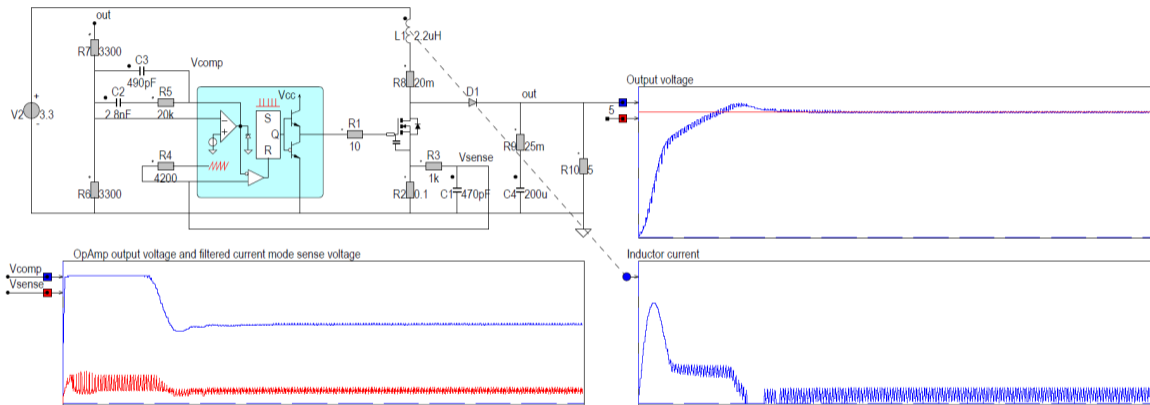 out
L1 2.2uH
R7 3300
C3
490pF
Vcomp
C2
2.8nF
R5
20k
Vcc
S
Q
R
R8 20m
D1
out
Output voltage
5
V2 3.3
+
-
R1
10
R4
4200
R3
1k
Vsense
R9 25m
R10 5
R6 3300
R2 0.1
C1 470pF
C4 200u
OpAmp output voltage and filtered current mode sense voltage
Vcomp
Vsense
Inductor current